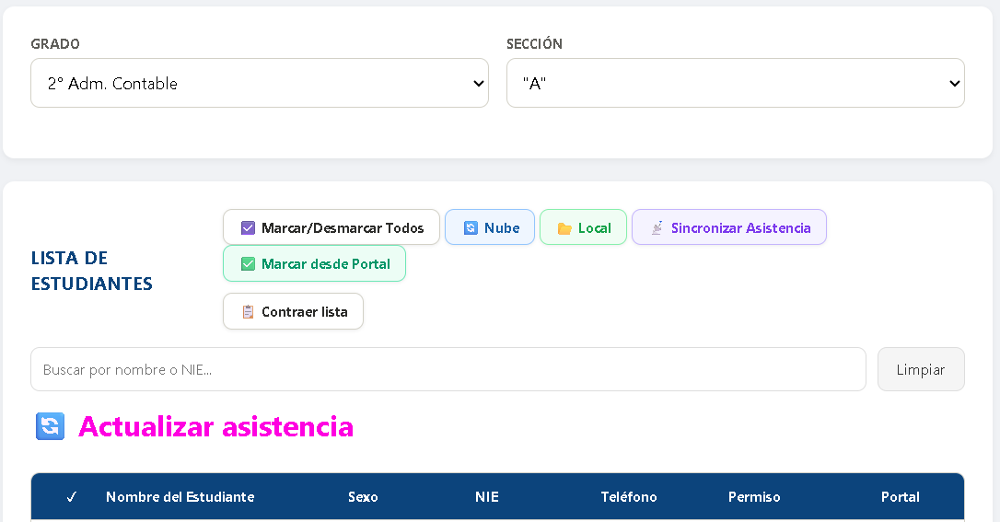 GRADO
SECCIÓN
2° Adm. Contable
"A"
LISTA DE
ESTUDIANTES
Marcar/Desmarcar Todos
Nube
Local
Sincronizar Asistencia
Marcar desde Portal
Contraer lista
Buscar por nombre o NIE...
Limpiar
Actualizar asistencia
✓ Nombre del Estudiante Sexo NIE Teléfono Permiso Portal